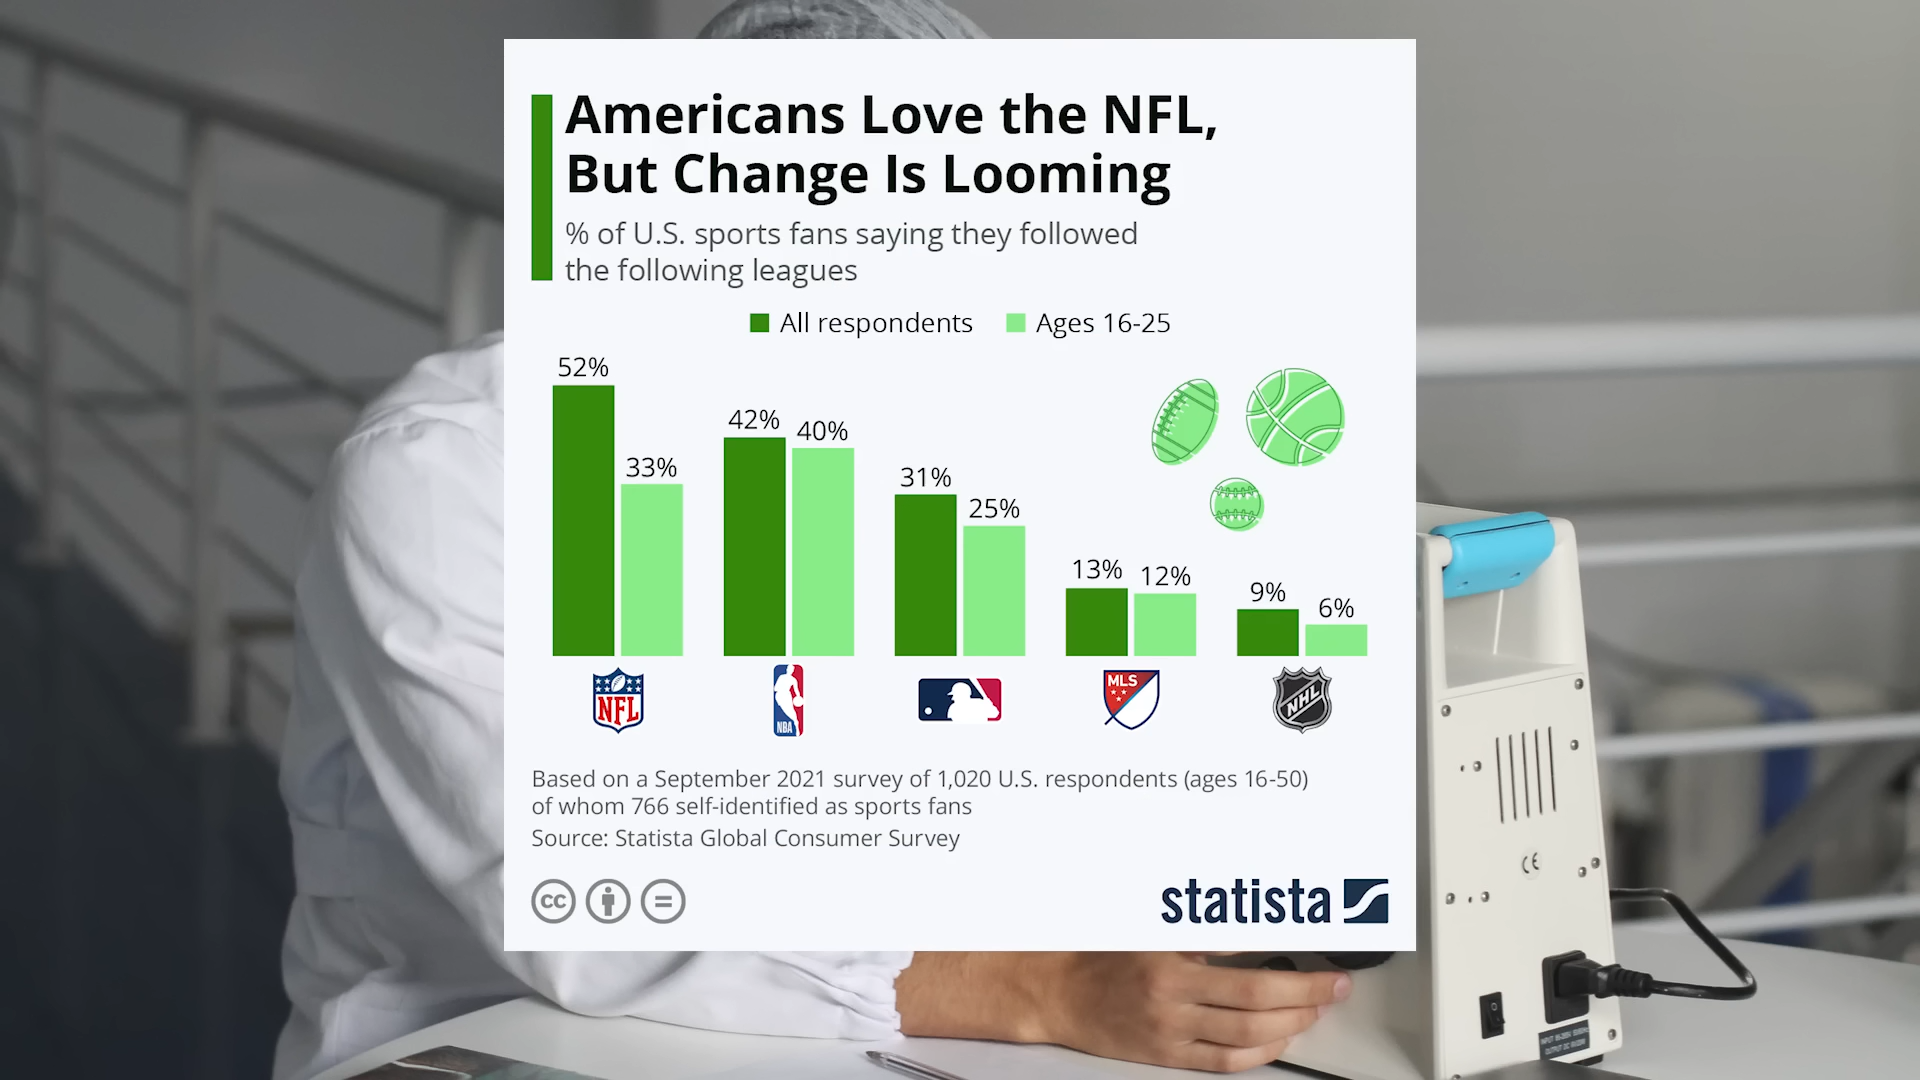 Americans Love the NFL,
But Change Is Looming
% of U.S. sports fans saying they followed
the following leagues
All respondents Ages 16-25
52% 33% 42% 40% 31% 25% 13% 12% 9% 6%
NFL NBA MLS NHL
Based on a September 2021 survey of 1,020 U.S. respondents (ages 16-50)
of whom 766 self-identified as sports fans
Source: Statista Global Consumer Survey
cc
statista
CE